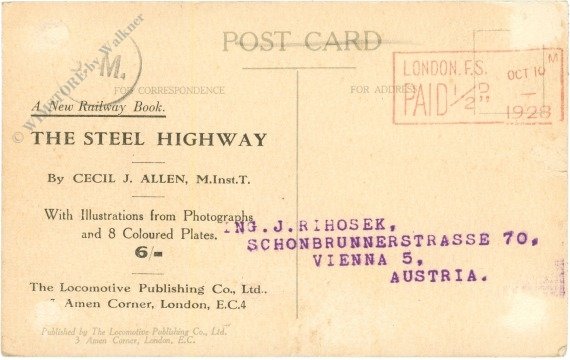 POST CARD
.M.
© WIMSTORE by Walkner
FOR CORRESPONDENCE
FOR ADDRESS
LONDON. F.S.
PAID 1/2D
OCT 10 M
1928
A New Railway Book.
THE STEEL HIGHWAY
By CECIL J. ALLEN, M.Inst.T.
With Illustrations from Photographs
and 8 Coloured Plates.
6/-
The Locomotive Publishing Co., Ltd.,
Amen Corner, London, E.C.4
Published by The Locomotive Publishing Co., Ltd.
3 Amen Corner, London, E.C.
ING.J.RIHOSEK,
SCHONBRUNNERSTRASSE 70,
VIENNA 5,
AUSTRIA.